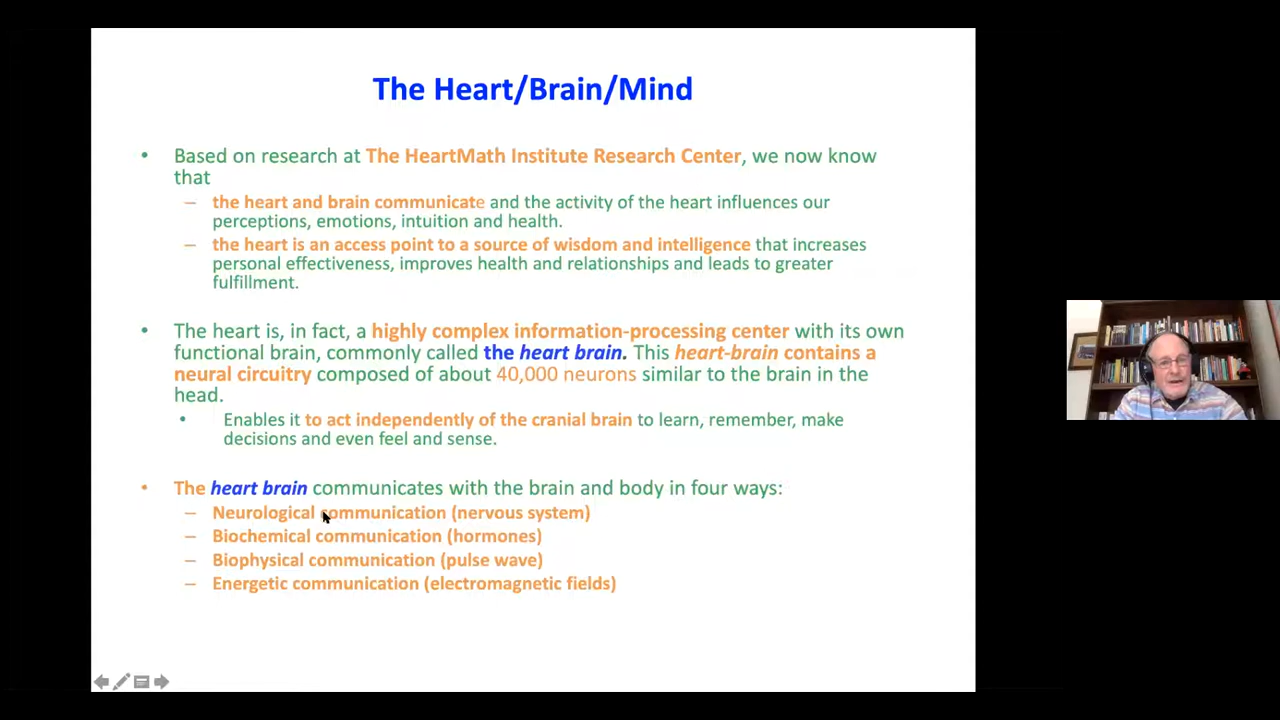 The Heart/Brain/Mind
• Based on research at The HeartMath Institute Research Center, we now know
that
– the heart and brain communicate and the activity of the heart influences our
perceptions, emotions, intuition and health.
– the heart is an access point to a source of wisdom and intelligence that increases
personal effectiveness, improves health and relationships and leads to greater
fulfillment.
• The heart is, in fact, a highly complex information-processing center with its own
functional brain, commonly called the heart brain. This heart-brain contains a
neural circuitry composed of about 40,000 neurons similar to the brain in the
head.
• Enables it to act independently of the cranial brain to learn, remember, make
decisions and even feel and sense.
• The heart brain communicates with the brain and body in four ways:
– Neurological communication (nervous system)
– Biochemical communication (hormones)
– Biophysical communication (pulse wave)
– Energetic communication (electromagnetic fields)